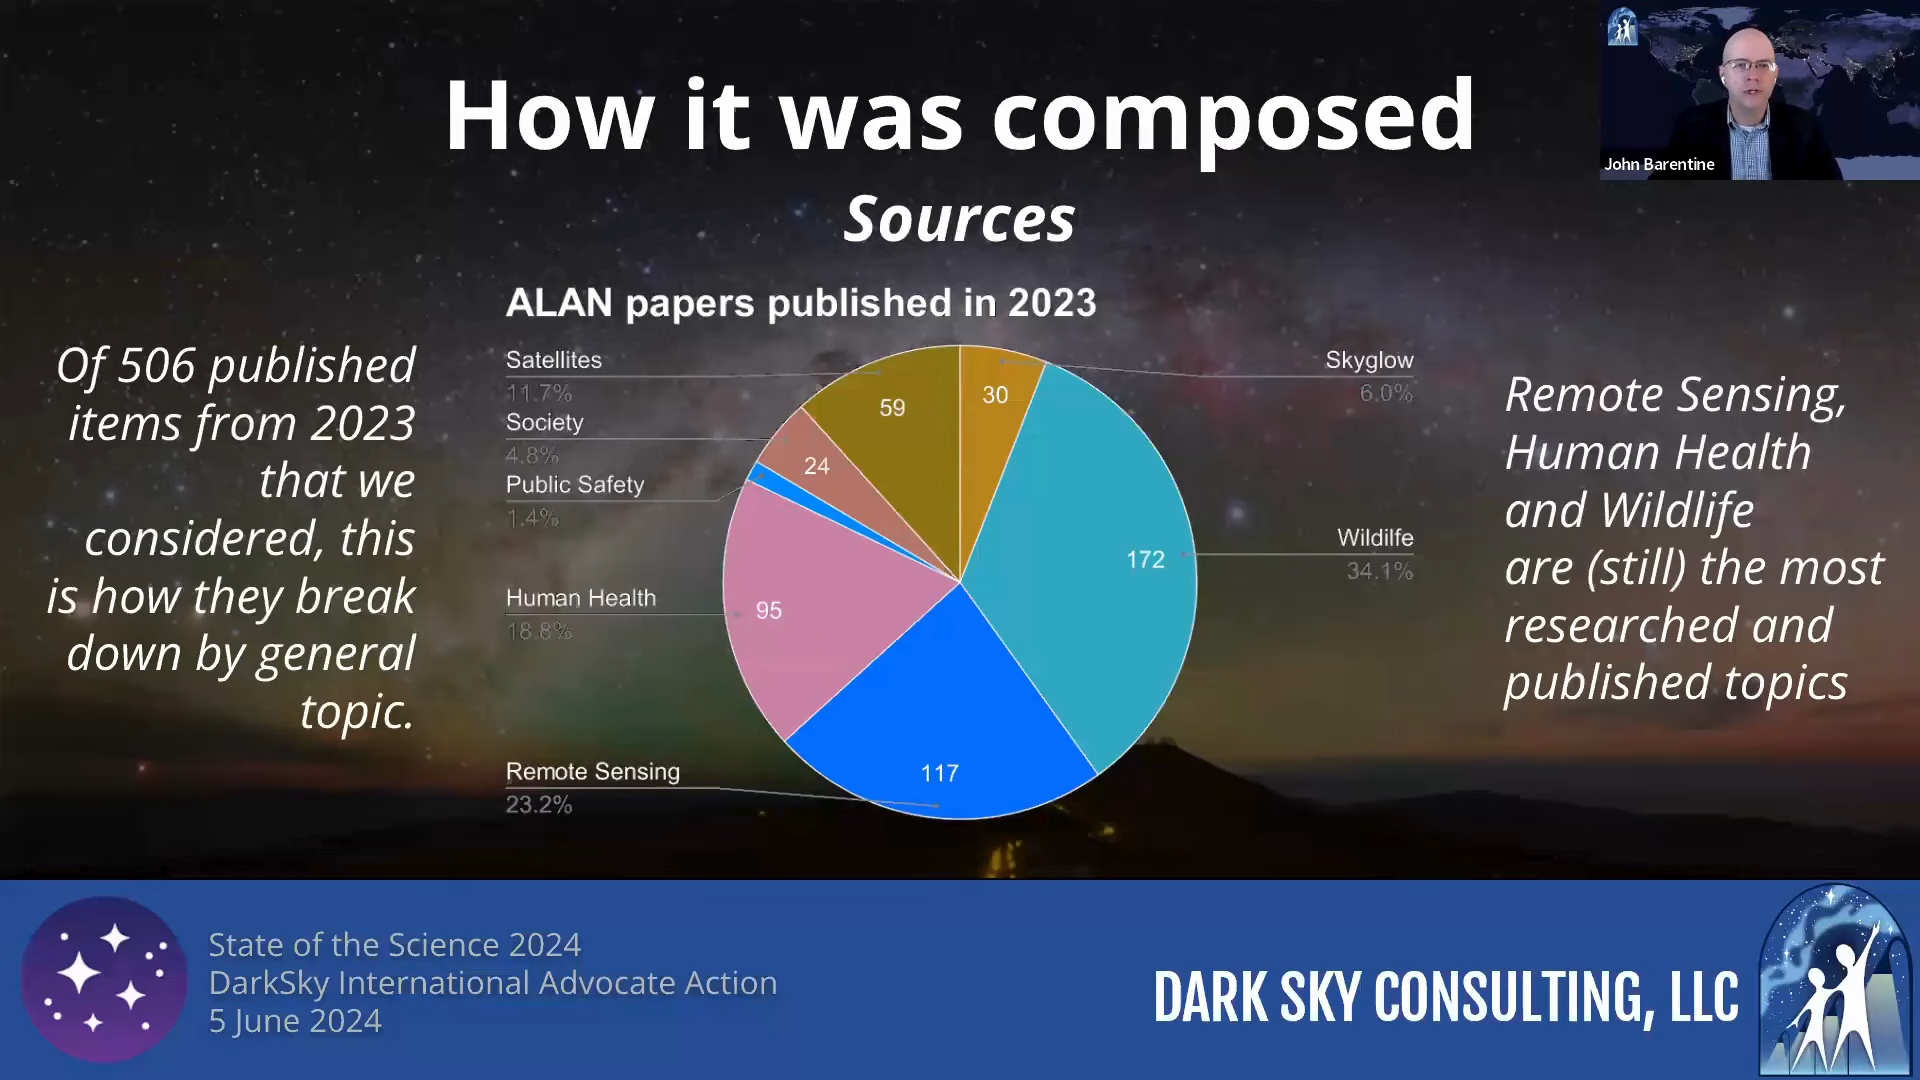 How it was composed
Sources
John Barentine
Of 506 published
items from 2023
that we
considered, this
is how they break
down by general
topic.
ALAN papers published in 2023
Satellites
11.7%
Society
4.8%
Public Safety
1.4%
Human Health
18.8%
Remote Sensing
23.2%
59
30
24
172
95
117
Skyglow
6.0%
Wildilfe
34.1%
Remote Sensing,
Human Health
and Wildlife
are (still) the most
researched and
published topics
State of the Science 2024
DarkSky International Advocate Action
5 June 2024
DARK SKY CONSULTING, LLC